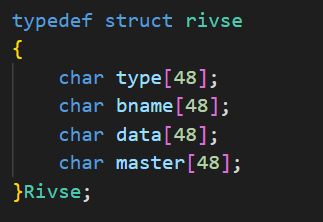 typedef struct rivse
{
    char type[48];
    char bname[48];
    char data[48];
    char master[48];
}Rivse;